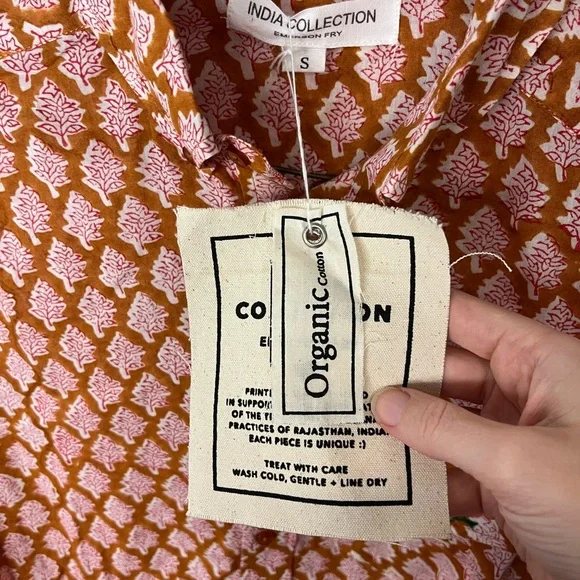 INDIA COLLECTION
EMERSON FRY
S
Organic Cotton
CO ON
E
PRINT D
IN SUPPO
OF THE T
PRACTICES OF RAJASTHAN, INDIA.
EACH PIECE IS UNIQUE :)
TREAT WITH CARE
WASH COLD, GENTLE + LINE DRY